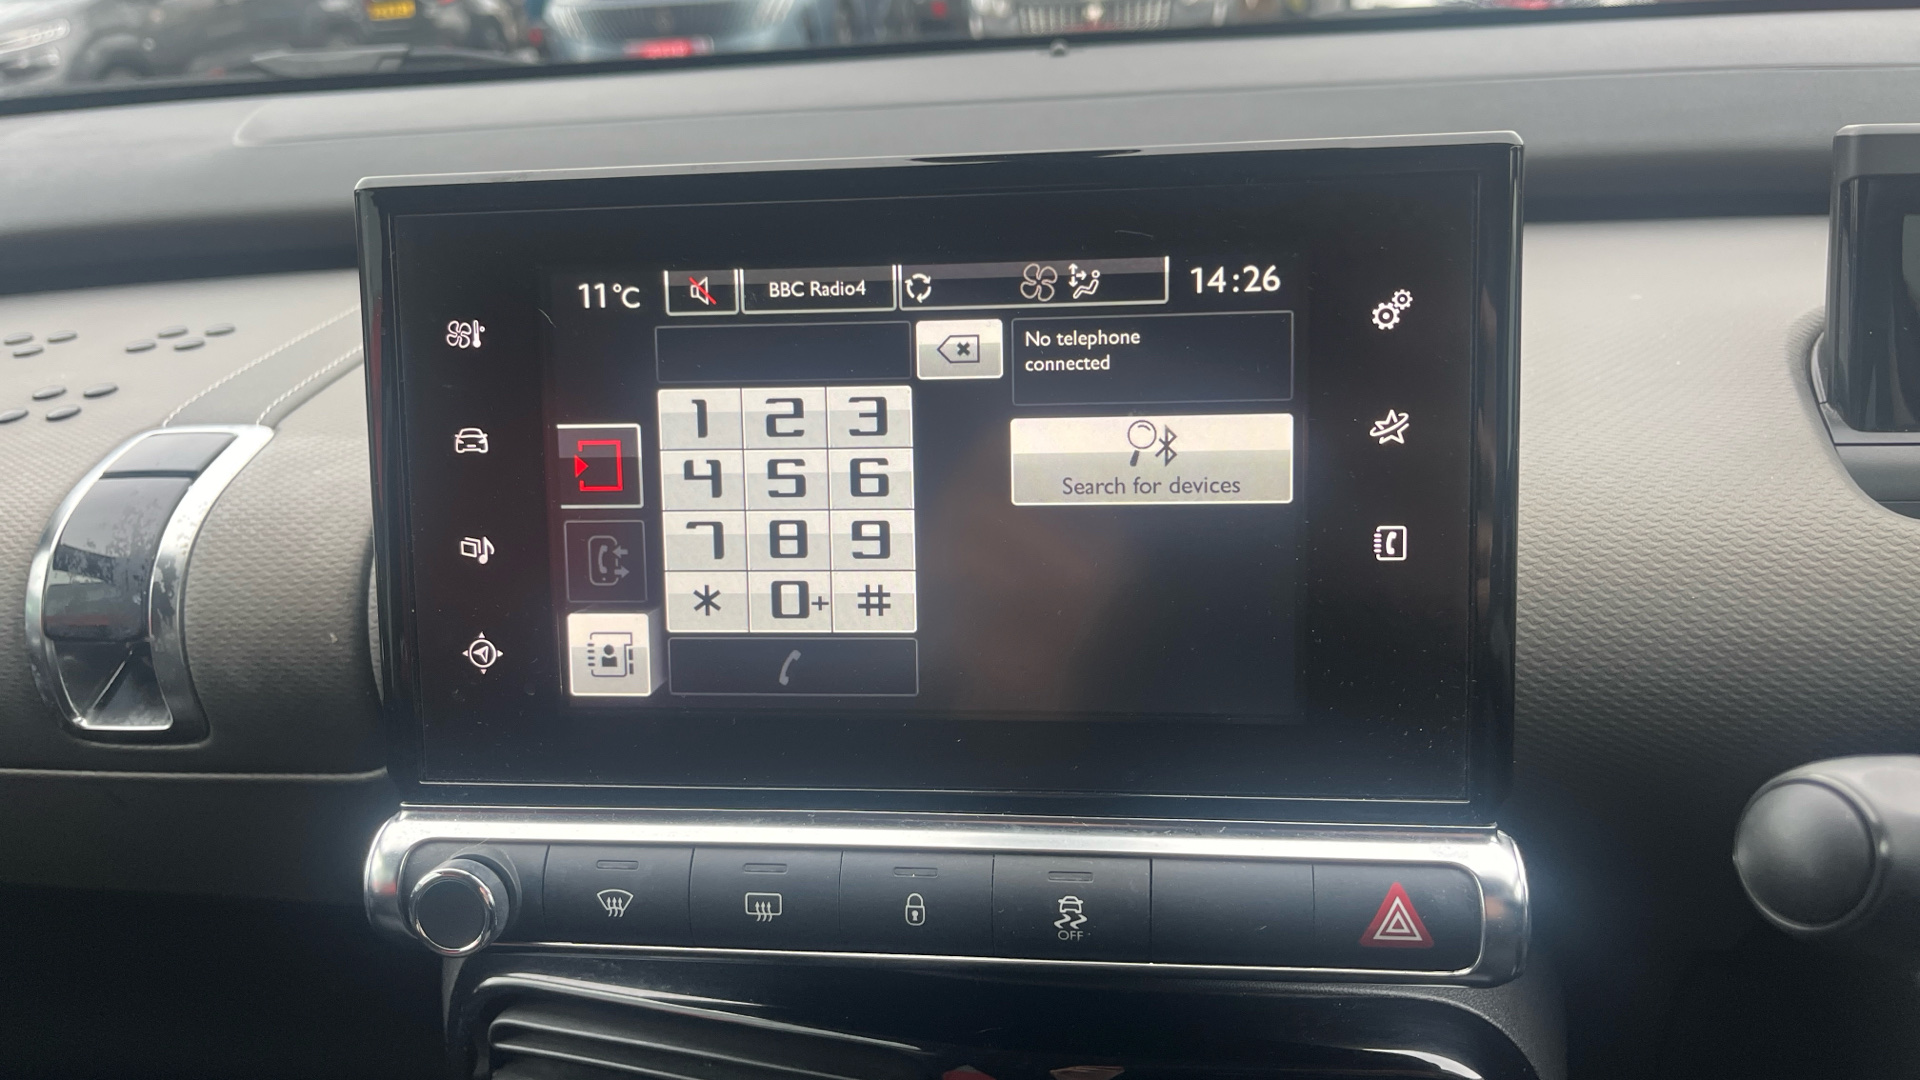 11°C
BBC Radio4
14:26
No telephone
connected
1 2 3
4 5 6
7 8 9
* 0+ #
Search for devices
OFF